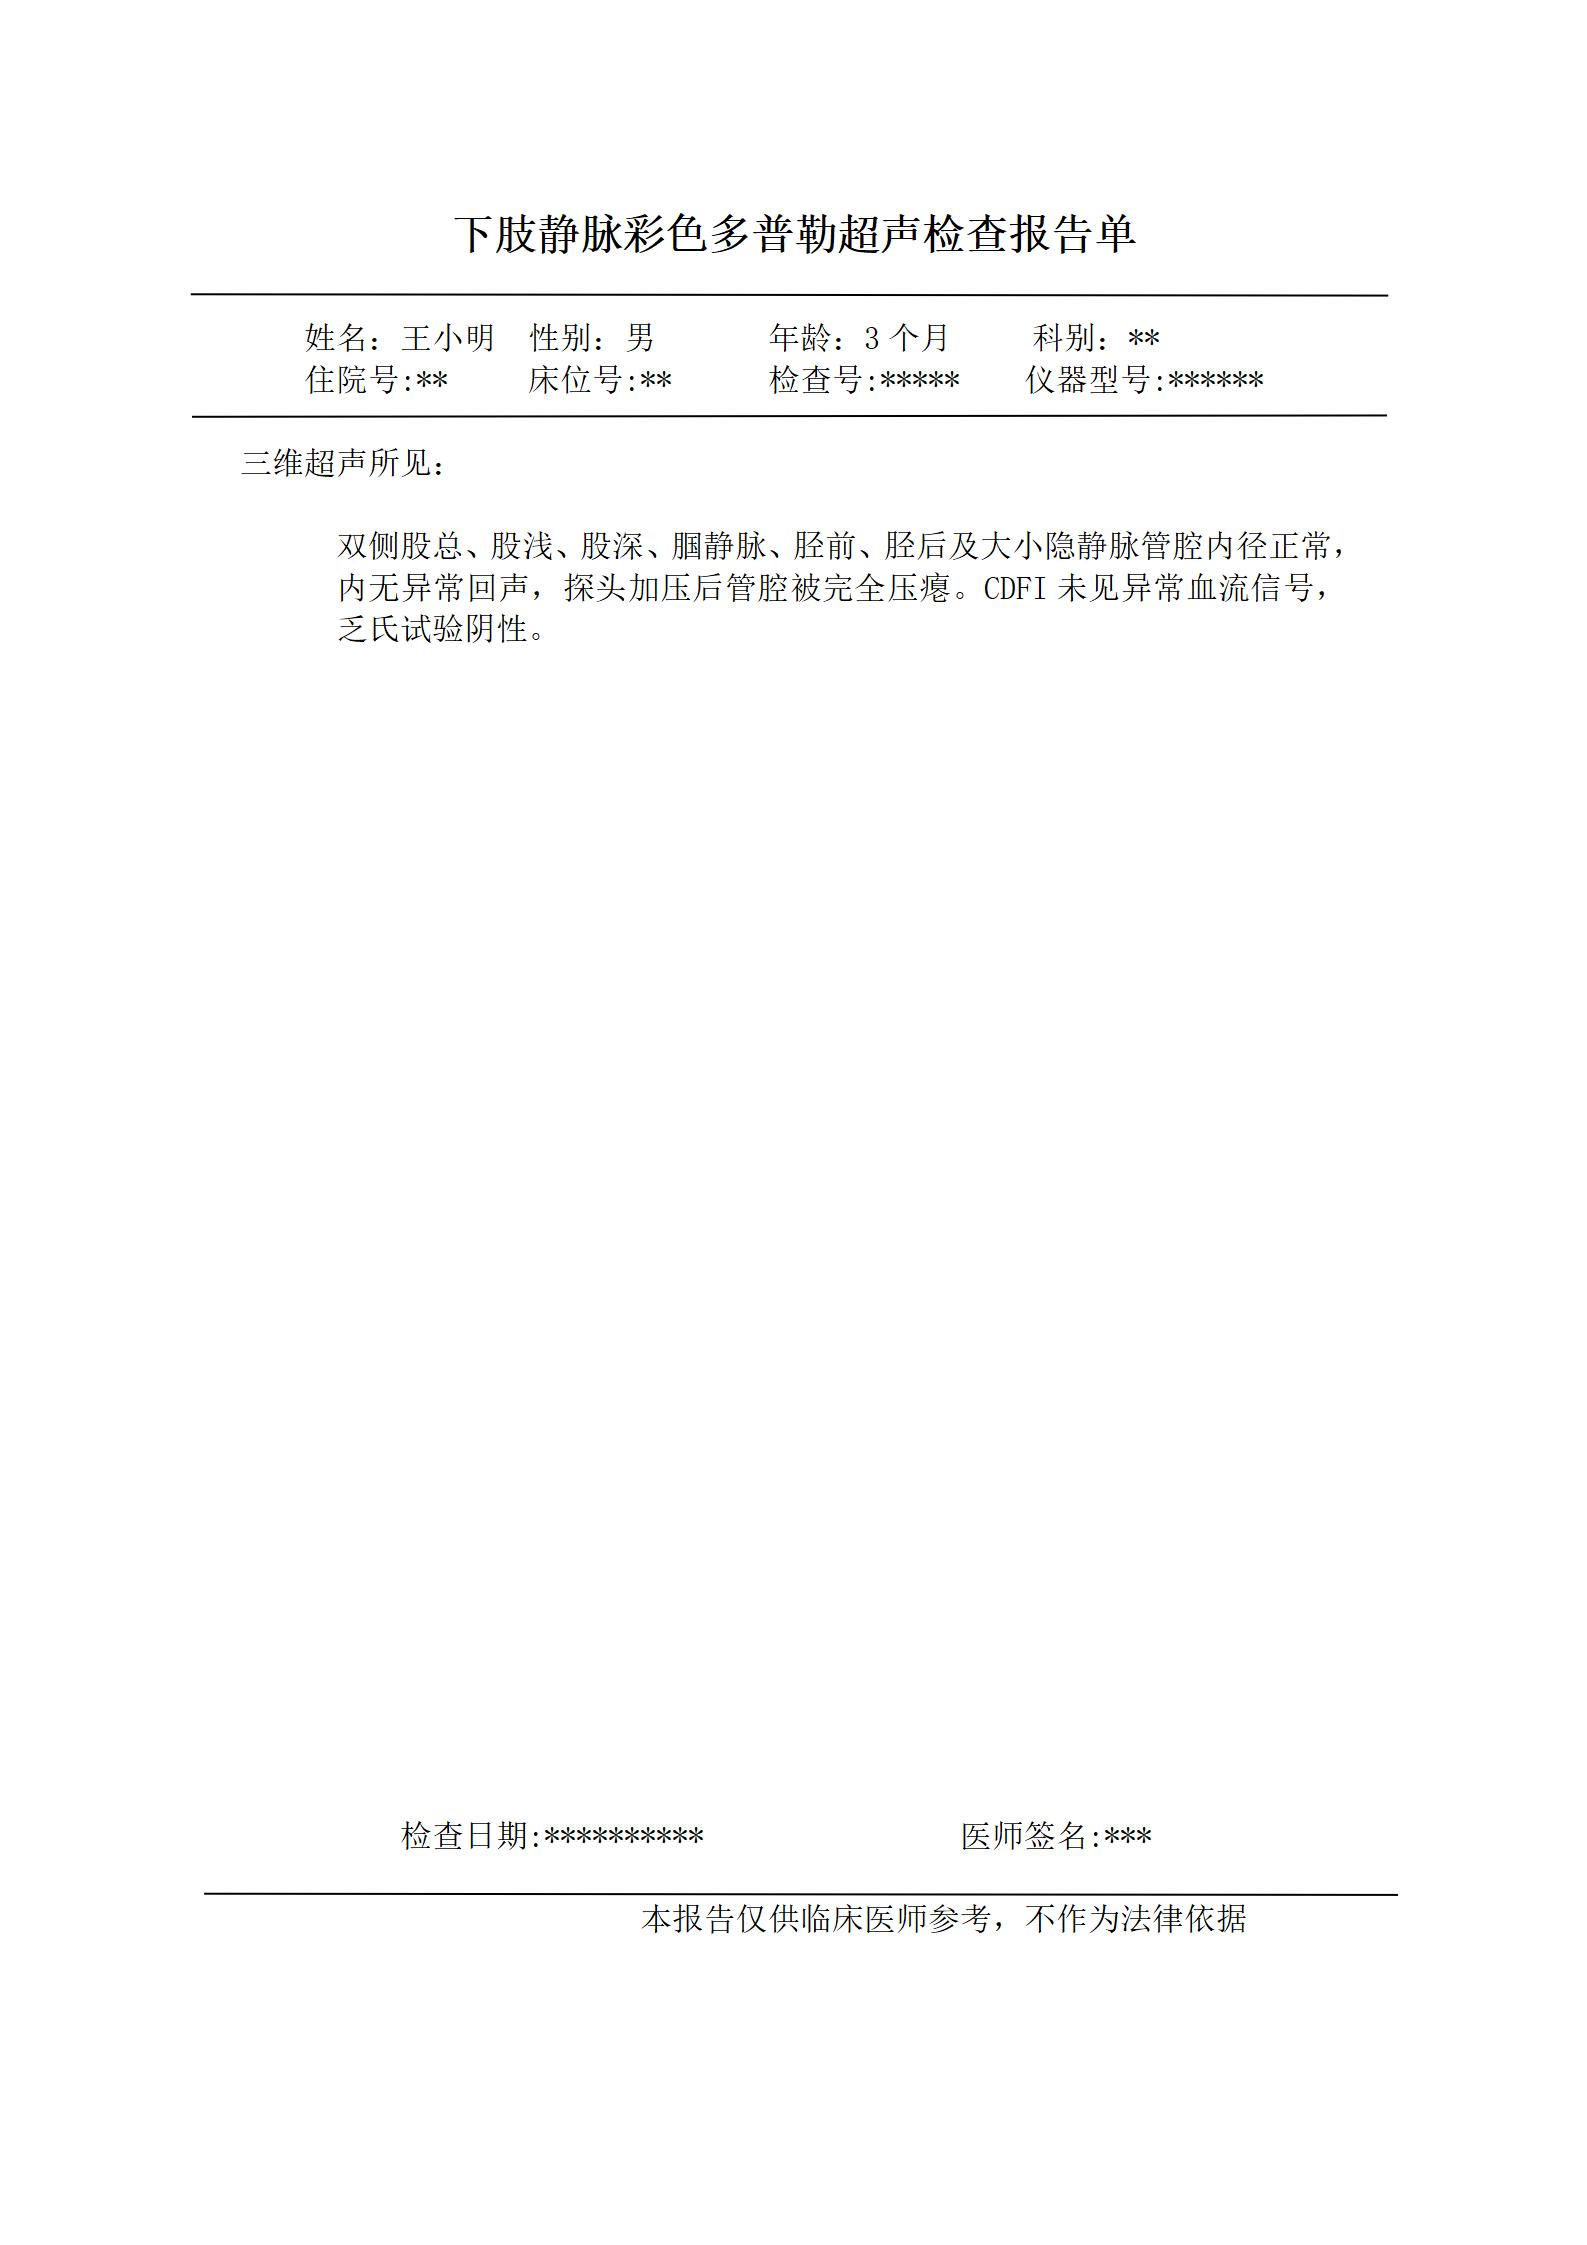 下肢静脉彩色多普勒超声检查报告单
姓名：王小明 性别：男 年龄：3个月 科别：**
住院号:** 床位号:** 检查号:***** 仪器型号:******
三维超声所见：
双侧股总、股浅、股深、腘静脉、胫前、胫后及大小隐静脉管腔内径正常，
内无异常回声，探头加压后管腔被完全压瘪。CDFI未见异常血流信号，
乏氏试验阴性。
检查日期:********** 医师签名:***
本报告仅供临床医师参考，不作为法律依据